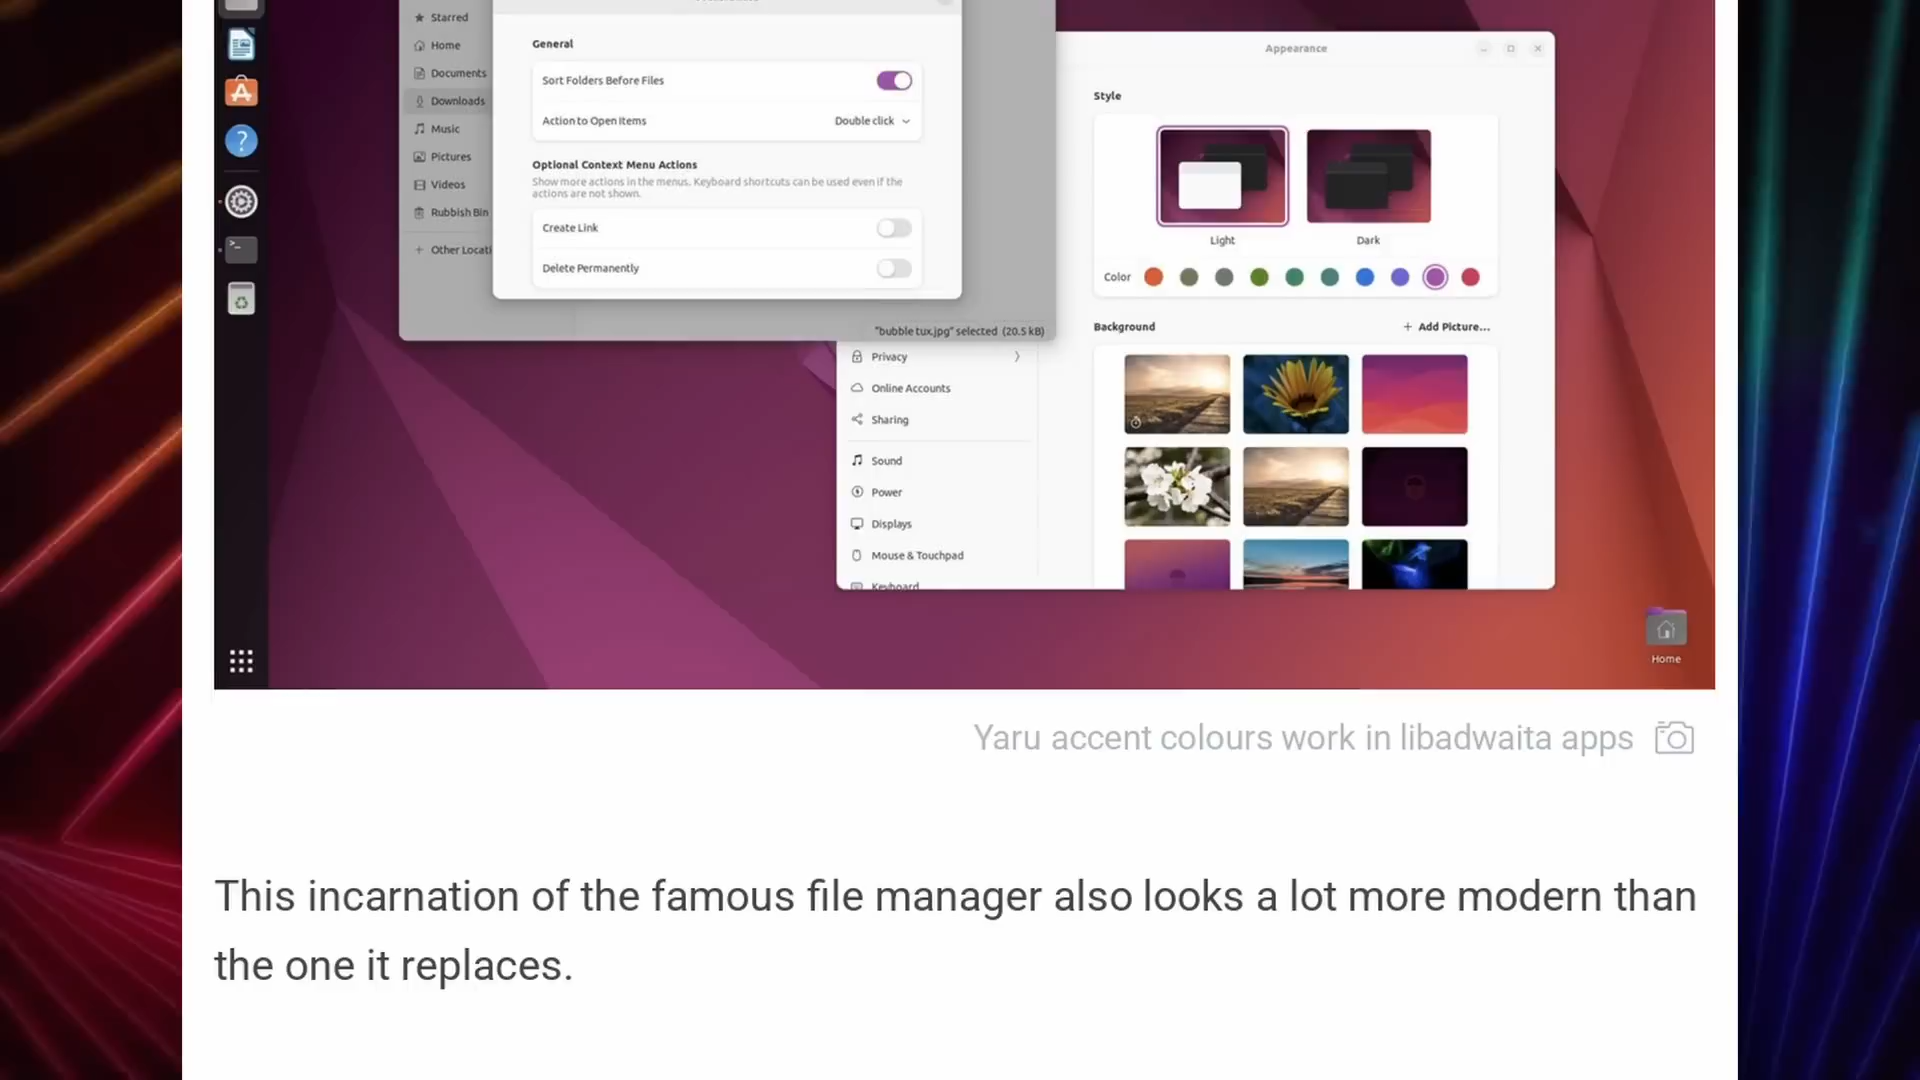 Starred
Home
Documents
Downloads
Music
Pictures
Videos
Rubbish Bin
Other Locati
General
Sort Folders Before Files
Action to Open Items
Double click
Optional Context Menu Actions
Show more actions in the menus. Keyboard shortcuts can be used even if the
actions are not shown.
Create Link
Delete Permanently
"bubble tux.jpg" selected (20.5 kB)
Appearance
Style
Light
Dark
Color
Background
+ Add Picture...
Privacy
Online Accounts
Sharing
Sound
Power
Displays
Mouse & Touchpad
Keyboard
Home
Yaru accent colours work in libadwaita apps
This incarnation of the famous file manager also looks a lot more modern than
the one it replaces.